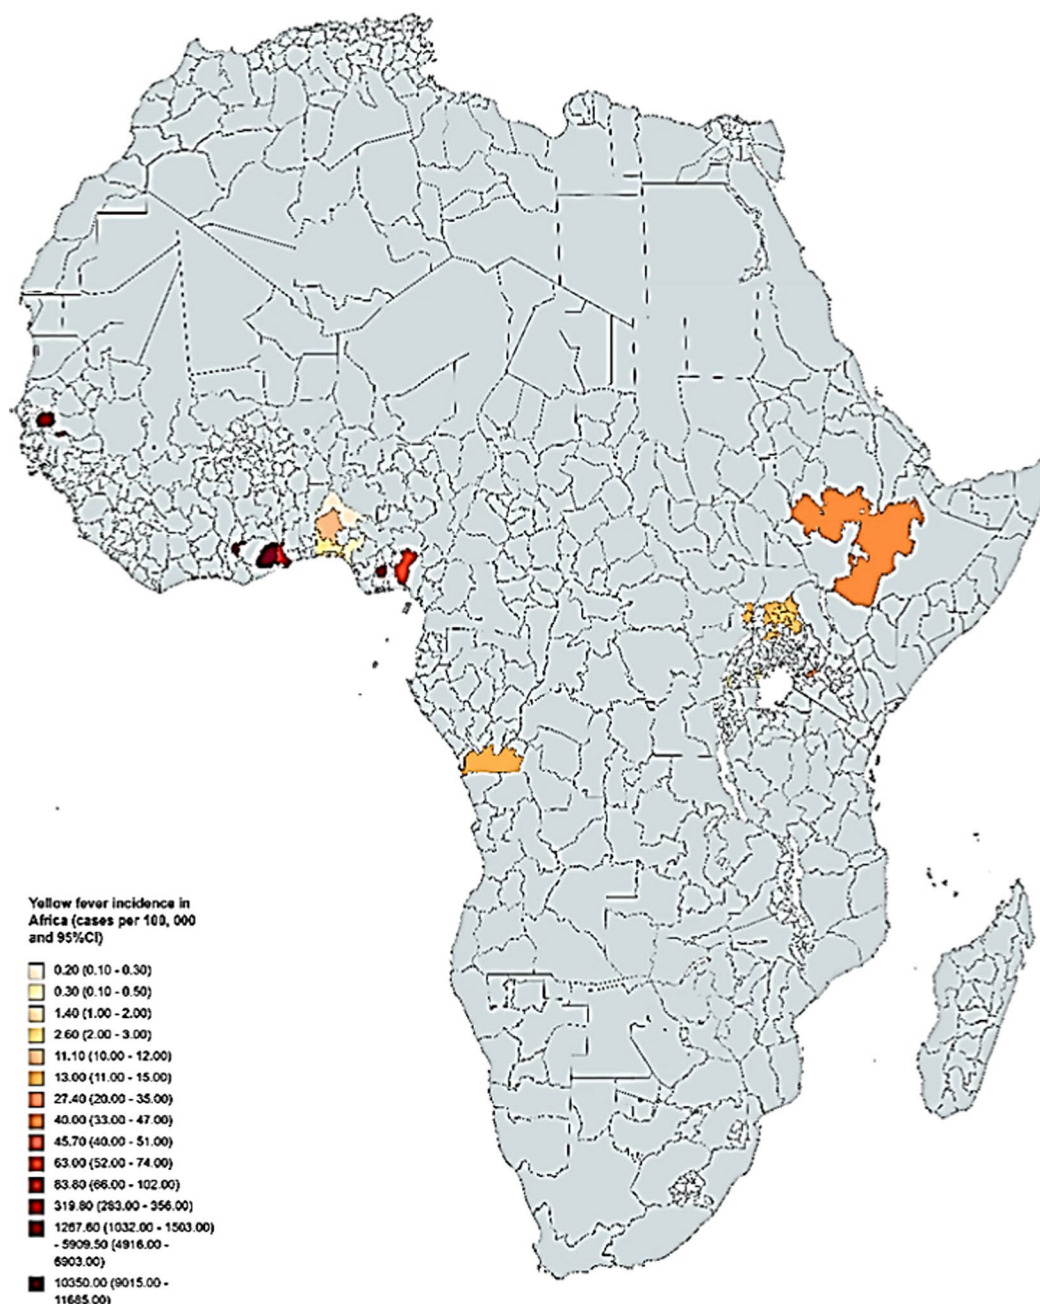 Yellow fever incidence in
Africa (cases per 100, 000
and 95%CI)
0.20 (0.10 - 0.30)
0.30 (0.10 - 0.50)
1.40 (1.00 - 2.00)
2.60 (2.00 - 3.00)
11.10 (10.00 - 12.00)
13.00 (11.00 - 15.00)
27.40 (20.00 - 35.00)
40.00 (33.00 - 47.00)
45.70 (40.00 - 51.00)
63.00 (52.00 - 74.00)
83.80 (66.00 - 102.00)
319.80 (283.00 - 356.00)
1267.60 (1032.00 - 1503.00)
- 5909.50 (4916.00 -
6903.00)
10350.00 (9015.00 -
11685.00)